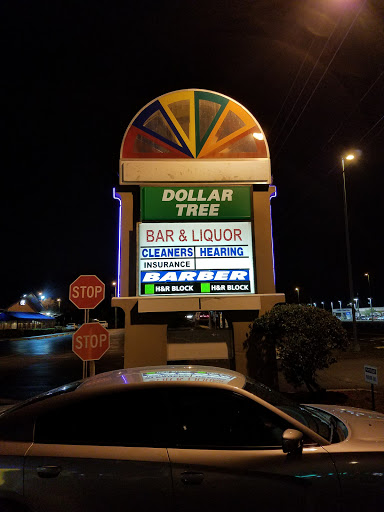 DOLLAR
TREE
BAR & LIQUOR
CLEANERS HEARING
INSURANCE
BARBER
H&R BLOCK H&R BLOCK
STOP
STOP